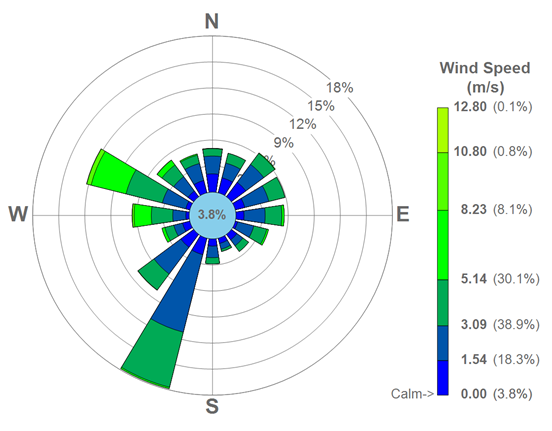 N
18%
15%
12%
9%
%
W
3.8%
E
S
Wind Speed
(m/s)
12.80 (0.1%)
10.80 (0.8%)
8.23 (8.1%)
5.14 (30.1%)
3.09 (38.9%)
1.54 (18.3%)
Calm-> 0.00 (3.8%)